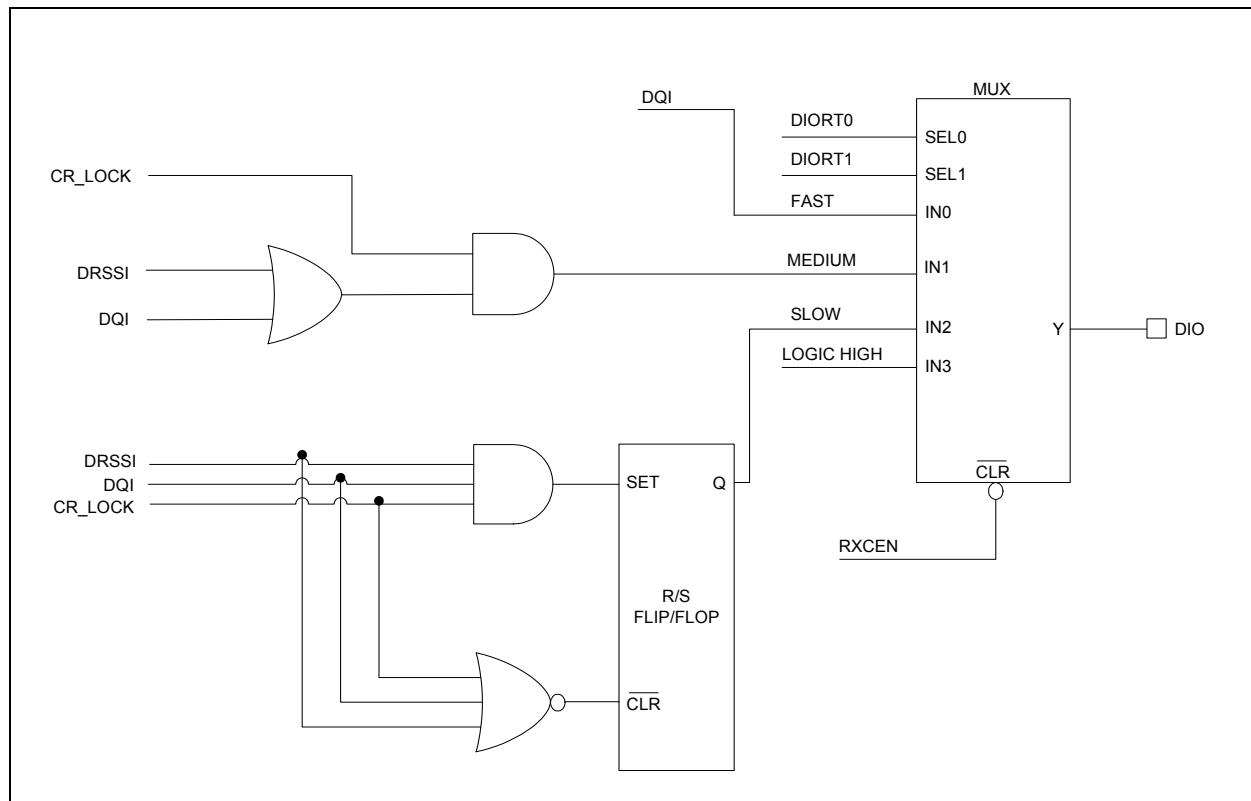 MUX
DQI
DIORT0
SEL0
DIORT1
SEL1
CR_LOCK
FAST
IN0
DRSSI
MEDIUM
IN1
DQI
SLOW
IN2
Y
DIO
LOGIC HIGH
IN3
DRSSI
DQI
CR_LOCK
SET
Q
CLR
RXCEN
R/S
FLIP/FLOP
CLR